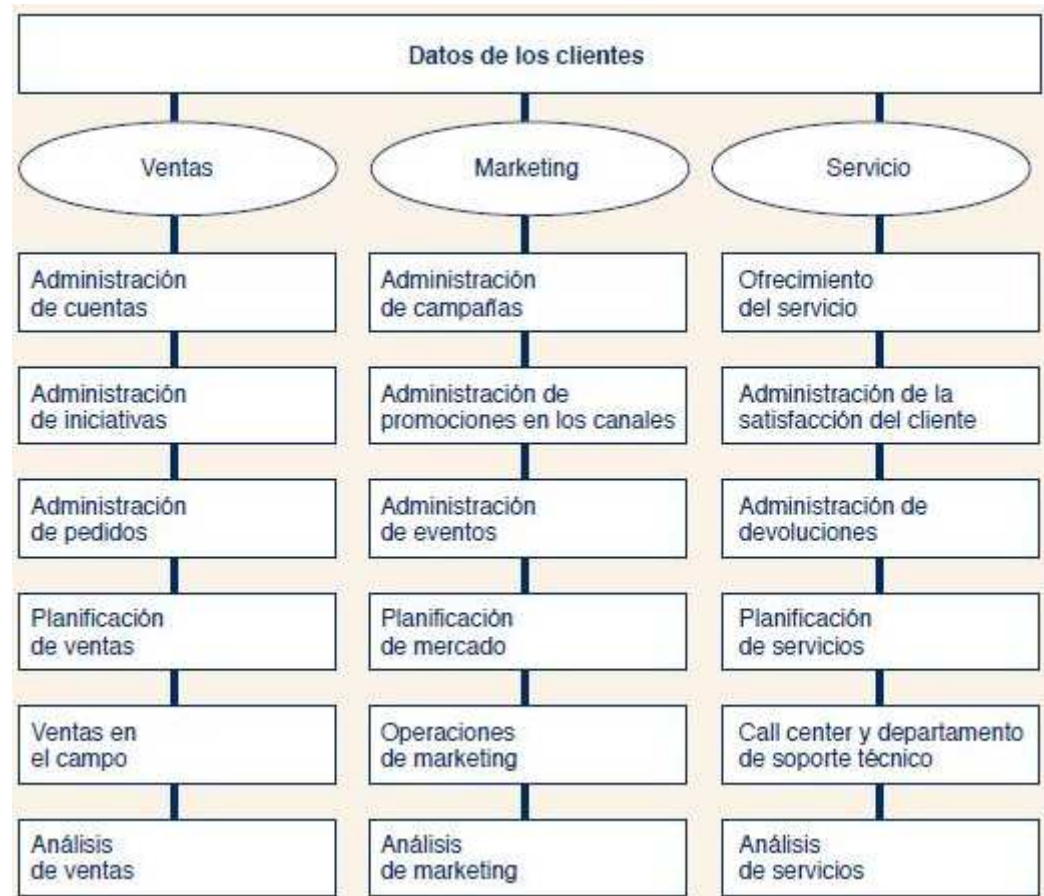 Datos de los clientes
Ventas
Marketing
Servicio
Administración
de cuentas
Administración
de campañas
Ofrecimiento
del servicio
Administración
de iniciativas
Administración de
promociones en los canales
Administración de la
satisfacción del cliente
Administración
de pedidos
Administración
de eventos
Administración de
devoluciones
Planificación
de ventas
Planificación
de mercado
Planificación
de servicios
Ventas en
el campo
Operaciones
de marketing
Call center y departamento
de soporte técnico
Análisis
de ventas
Análisis
de marketing
Análisis
de servicios